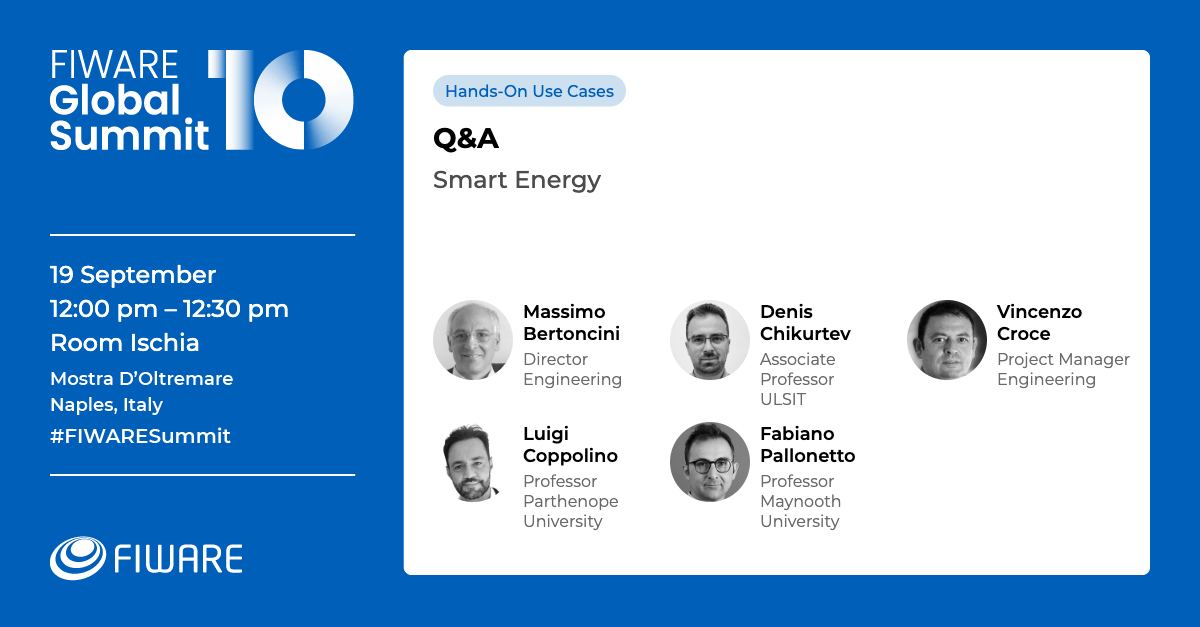 FIWARE
Global
Summit
10
19 September
12:00 pm – 12:30 pm
Room Ischia
Mostra D’Oltremare
Naples, Italy
#FIWARESummit
FIWARE
Hands-On Use Cases
Q&A
Smart Energy
Massimo
Bertoncini
Director
Engineering
Denis
Chikurtev
Associate
Professor
ULSIT
Vincenzo
Croce
Project Manager
Engineering
Luigi
Coppolino
Professor
Parthenope
University
Fabiano
Pallonetto
Professor
Maynooth
University